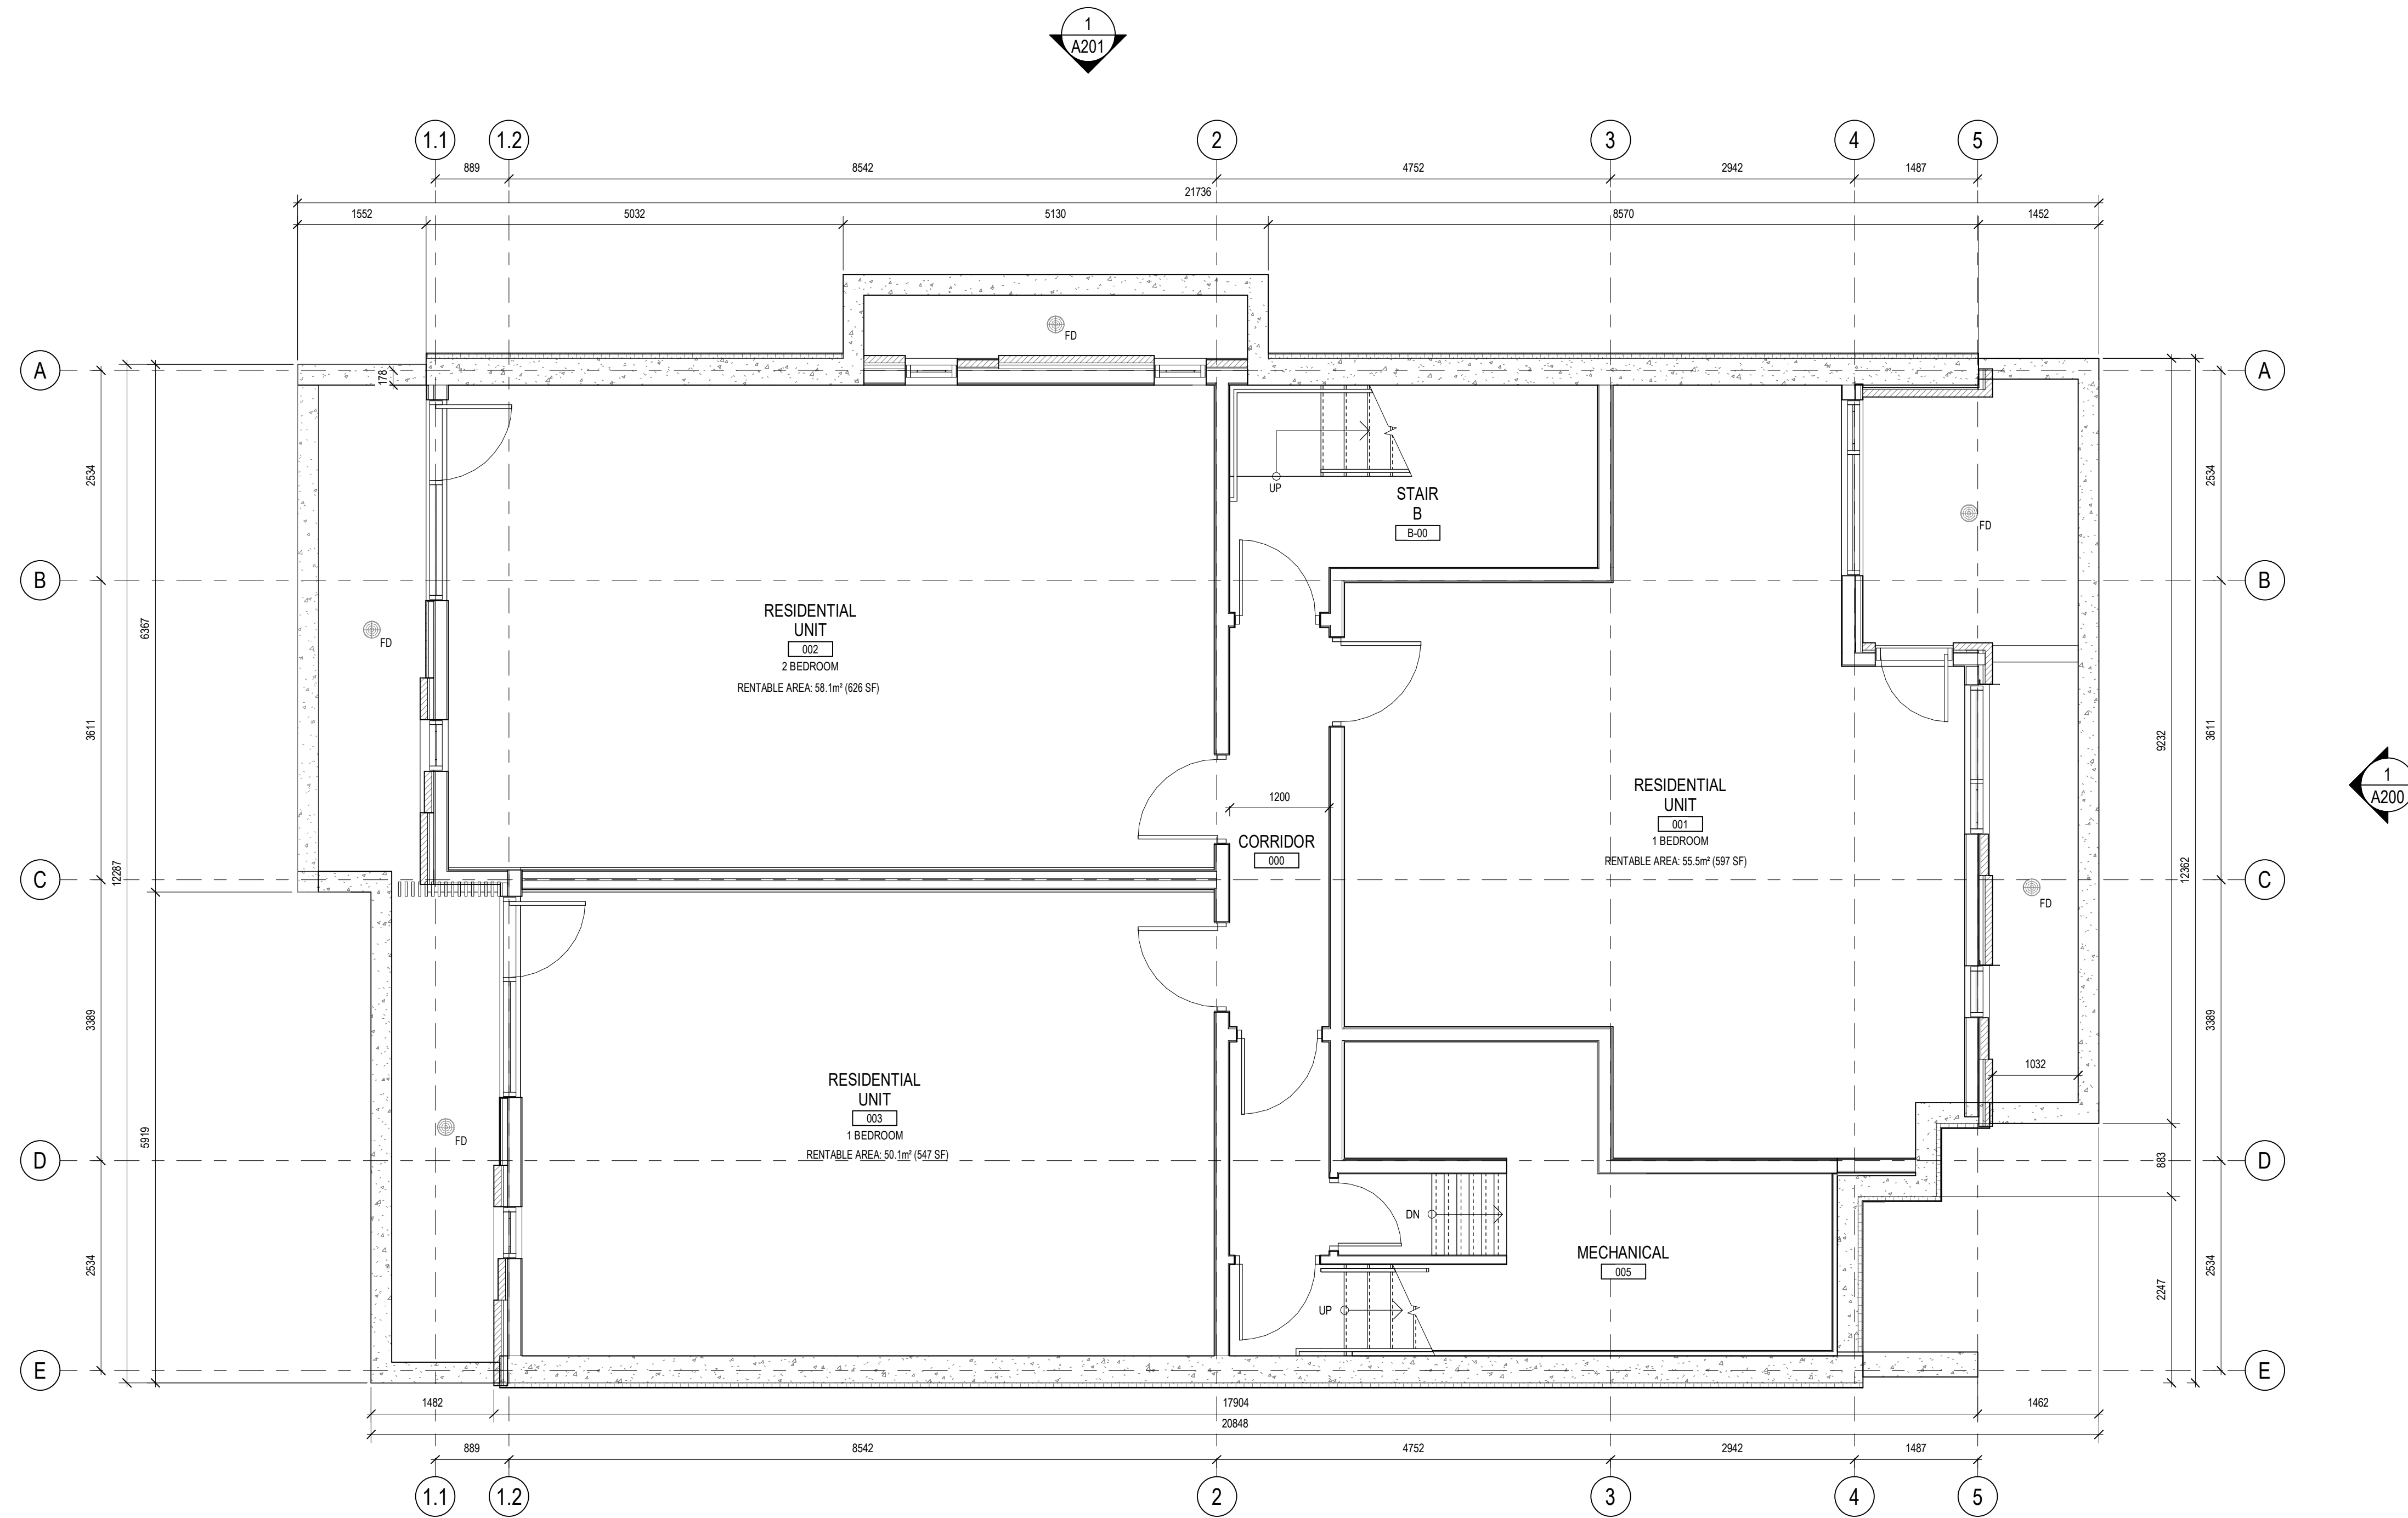 1
A201
1.1
1.2
2
3
4
5
889
8542
4752
2942
1487
21736
1552
5032
5130
8570
1452
FD
A
A
178
2534
2534
UP
STAIR
B
B-00
FD
B
B
6367
FD
RESIDENTIAL
UNIT
002
2 BEDROOM
RENTABLE AREA: 58.1m² (626 SF)
3611
3611
9232
1
A200
1200
RESIDENTIAL
UNIT
001
1 BEDROOM
RENTABLE AREA: 55.5m² (597 SF)
CORRIDOR
000
12287
12362
C
C
FD
3389
3389
1032
RESIDENTIAL
UNIT
003
1 BEDROOM
RENTABLE AREA: 50.1m² (547 SF)
5919
FD
D
D
883
DN
MECHANICAL
005
2534
2534
2247
UP
E
E
1482
17904
1462
20848
889
8542
4752
2942
1487
1.1
1.2
2
3
4
5